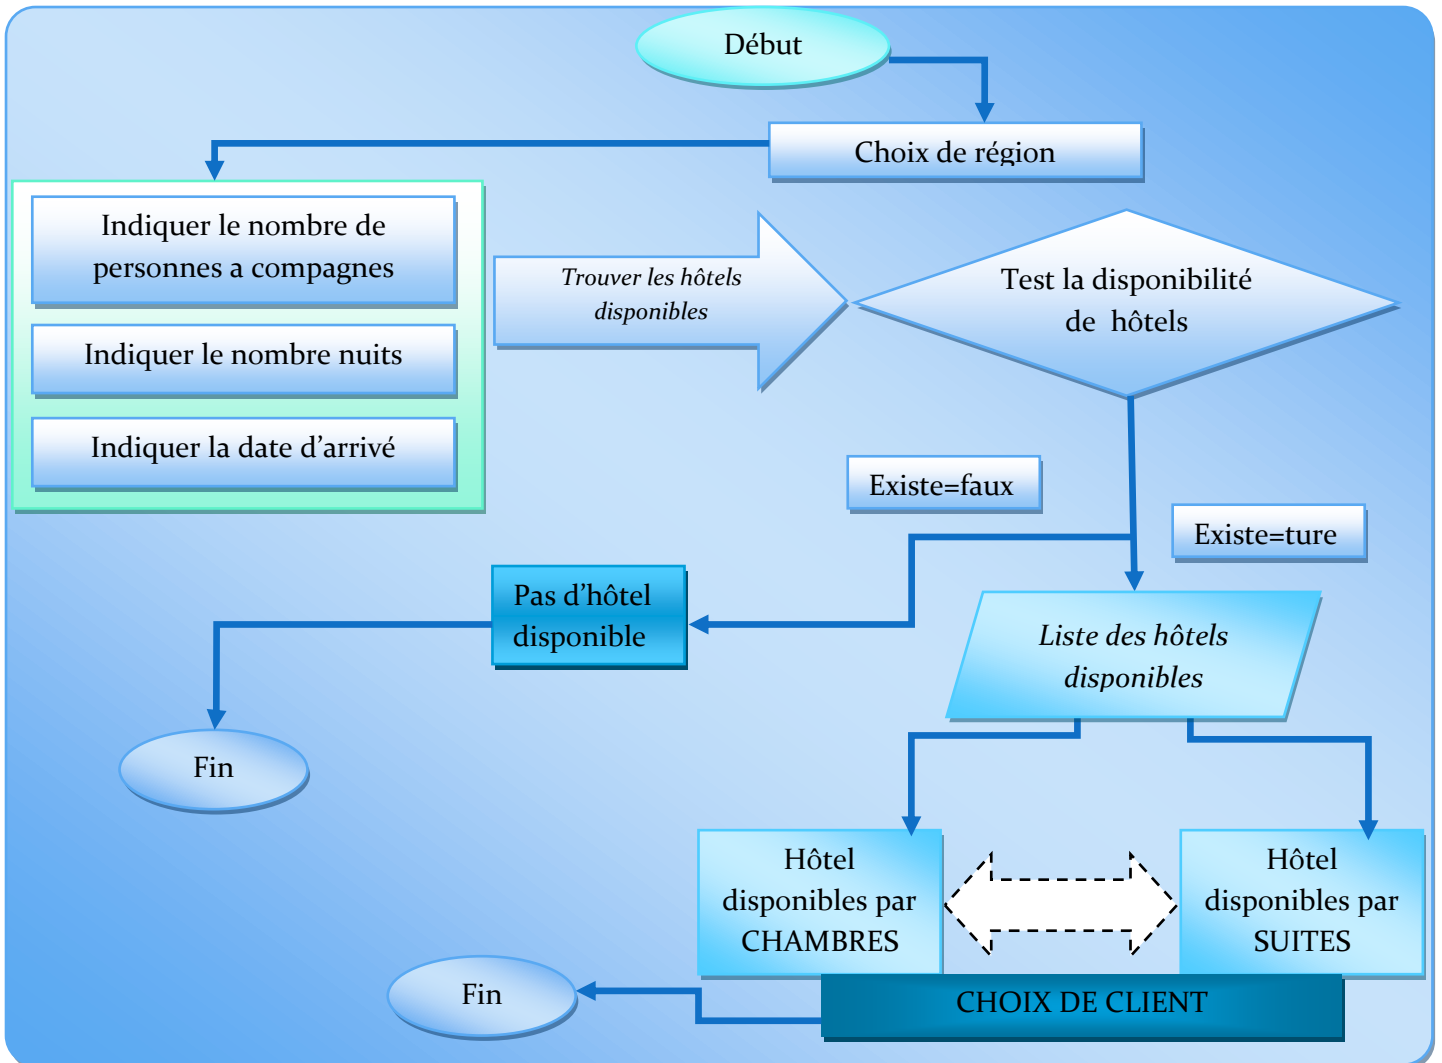 Début
Choix de région
Indiquer le nombre de
personnes a compagnes
Indiquer le nombre nuits
Indiquer la date d'arrivé
Trouver les hôtels
disponibles
Test la disponibilité
de hôtels
Existe=faux
Existe=ture
Pas d'hôtel
disponible
Liste des hôtels
disponibles
Fin
Hôtel
disponibles par
CHAMBRES
Hôtel
disponibles par
SUITES
Fin
CHOIX DE CLIENT